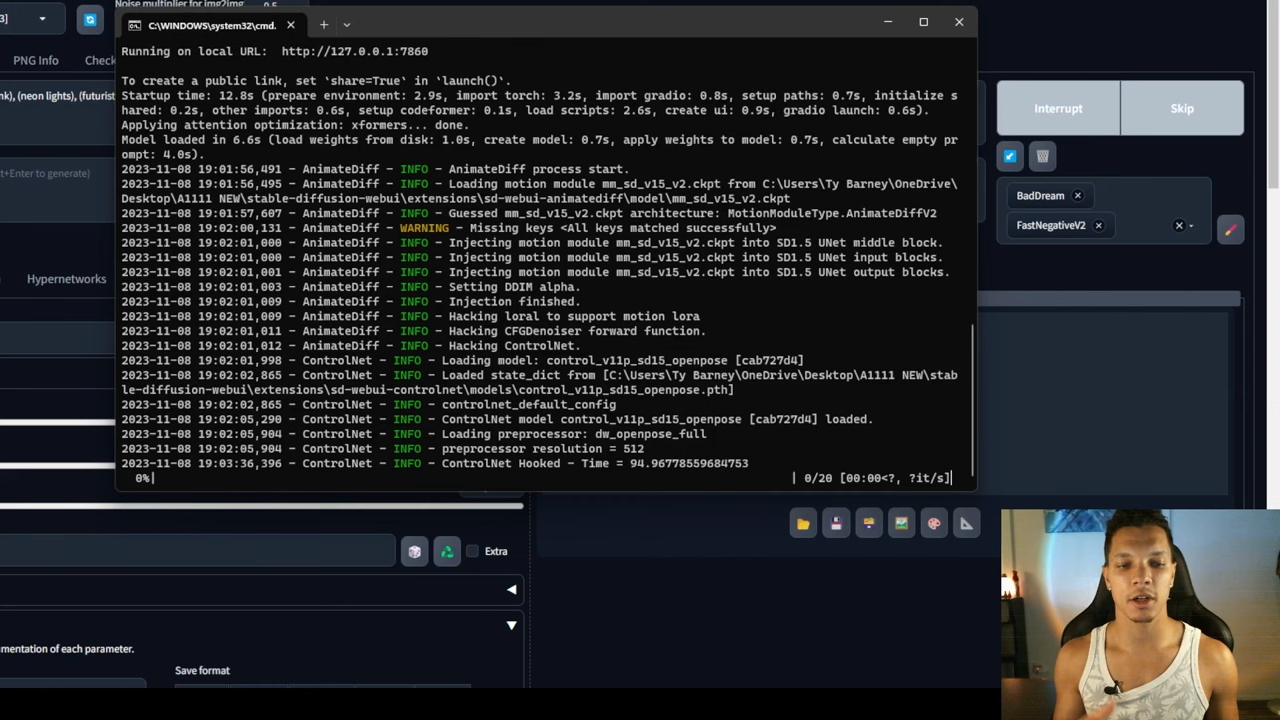 Noise multiplier for img2img
0.5
3]
C:\WINDOWS\system32\cmd.
PNG Info
Check
nk), (neon lights), (futurist
t+Enter to generate)
Hypernetworks
Running on local URL:  http://127.0.0.1:7860
To create a public link, set `share=True` in `launch()`.
Startup time: 12.8s (prepare environment: 2.9s, import torch: 3.2s, import gradio: 0.8s, setup paths: 0.7s, initialize s
hared: 0.2s, other imports: 0.6s, setup codeformer: 0.1s, load scripts: 2.6s, create ui: 0.9s, gradio launch: 0.6s).
Applying attention optimization: xformers... done.
Model loaded in 6.6s (load weights from disk: 1.0s, create model: 0.7s, apply weights to model: 0.7s, calculate empty pr
ompt: 4.0s).
2023-11-08 19:01:56,491 - AnimateDiff - INFO - AnimateDiff process start.
2023-11-08 19:01:56,495 - AnimateDiff - INFO - Loading motion module mm_sd_v15_v2.ckpt from C:\Users\Ty Barney\OneDrive\
Desktop\A1111 NEW\stable-diffusion-webui\extensions\sd-webui-animatediff\model\mm_sd_v15_v2.ckpt
2023-11-08 19:01:57,607 - AnimateDiff - INFO - Guessed mm_sd_v15_v2.ckpt architecture: MotionModuleType.AnimateDiffV2
2023-11-08 19:02:00,131 - AnimateDiff - WARNING - Missing keys <All keys matched successfully>
2023-11-08 19:02:01,000 - AnimateDiff - INFO - Injecting motion module mm_sd_v15_v2.ckpt into SD1.5 UNet middle block.
2023-11-08 19:02:01,000 - AnimateDiff - INFO - Injecting motion module mm_sd_v15_v2.ckpt into SD1.5 UNet input blocks.
2023-11-08 19:02:01,001 - AnimateDiff - INFO - Injecting motion module mm_sd_v15_v2.ckpt into SD1.5 UNet output blocks.
2023-11-08 19:02:01,003 - AnimateDiff - INFO - Setting DDIM alpha.
2023-11-08 19:02:01,009 - AnimateDiff - INFO - Injection finished.
2023-11-08 19:02:01,009 - AnimateDiff - INFO - Hacking loral to support motion lora
2023-11-08 19:02:01,011 - AnimateDiff - INFO - Hacking CFGDenoiser forward function.
2023-11-08 19:02:01,012 - AnimateDiff - INFO - Hacking ControlNet.
2023-11-08 19:02:01,998 - ControlNet - INFO - Loading model: control_v11p_sd15_openpose [cab727d4]
2023-11-08 19:02:02,865 - ControlNet - INFO - Loaded state_dict from [C:\Users\Ty Barney\OneDrive\Desktop\A1111 NEW\stab
le-diffusion-webui\extensions\sd-webui-controlnet\models\control_v11p_sd15_openpose.pth]
2023-11-08 19:02:02,865 - ControlNet - INFO - controlnet_default_config
2023-11-08 19:02:05,290 - ControlNet - INFO - ControlNet model control_v11p_sd15_openpose [cab727d4] loaded.
2023-11-08 19:02:05,904 - ControlNet - INFO - Loading preprocessor: dw_openpose_full
2023-11-08 19:02:05,904 - ControlNet - INFO - preprocessor resolution = 512
2023-11-08 19:03:36,396 - ControlNet - INFO - ControlNet Hooked - Time = 94.96778559684753
0%|                    | 0/20 [00:00<?, ?it/s]
Interrupt
Skip
BadDream
FastNegativeV2
Extra
mentation of each parameter.
Save format